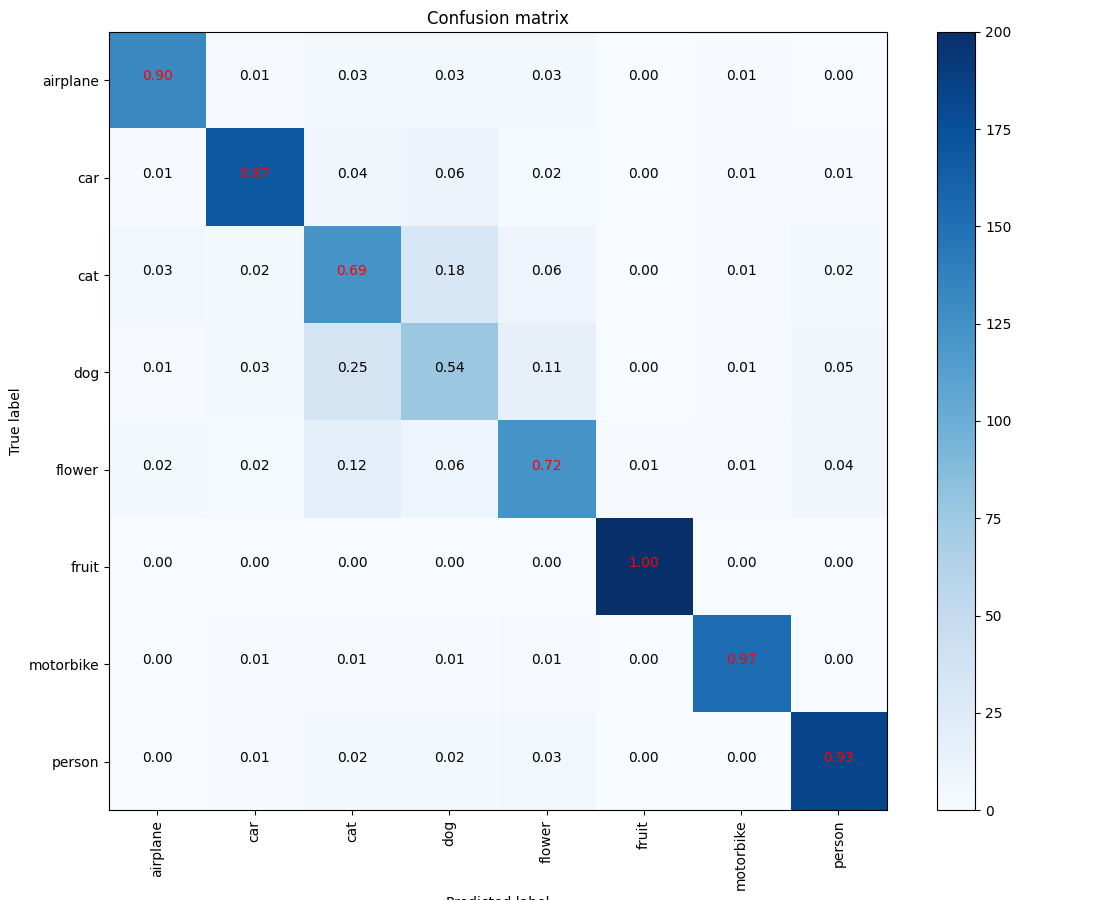 Confusion matrix
airplane 0.90 0.01 0.03 0.03 0.03 0.00 0.01 0.00
car 0.01 0.87 0.04 0.06 0.02 0.00 0.01 0.01
cat 0.03 0.02 0.69 0.18 0.06 0.00 0.01 0.02
dog 0.01 0.03 0.25 0.54 0.11 0.00 0.01 0.05
flower 0.02 0.02 0.12 0.06 0.72 0.01 0.01 0.04
fruit 0.00 0.00 0.00 0.00 0.00 1.00 0.00 0.00
motorbike 0.00 0.01 0.01 0.01 0.01 0.00 0.97 0.00
person 0.00 0.01 0.02 0.02 0.03 0.00 0.00 0.93
True label
airplane car cat dog flower fruit motorbike person
Predicted label
200
175
150
125
100
75
50
25
0